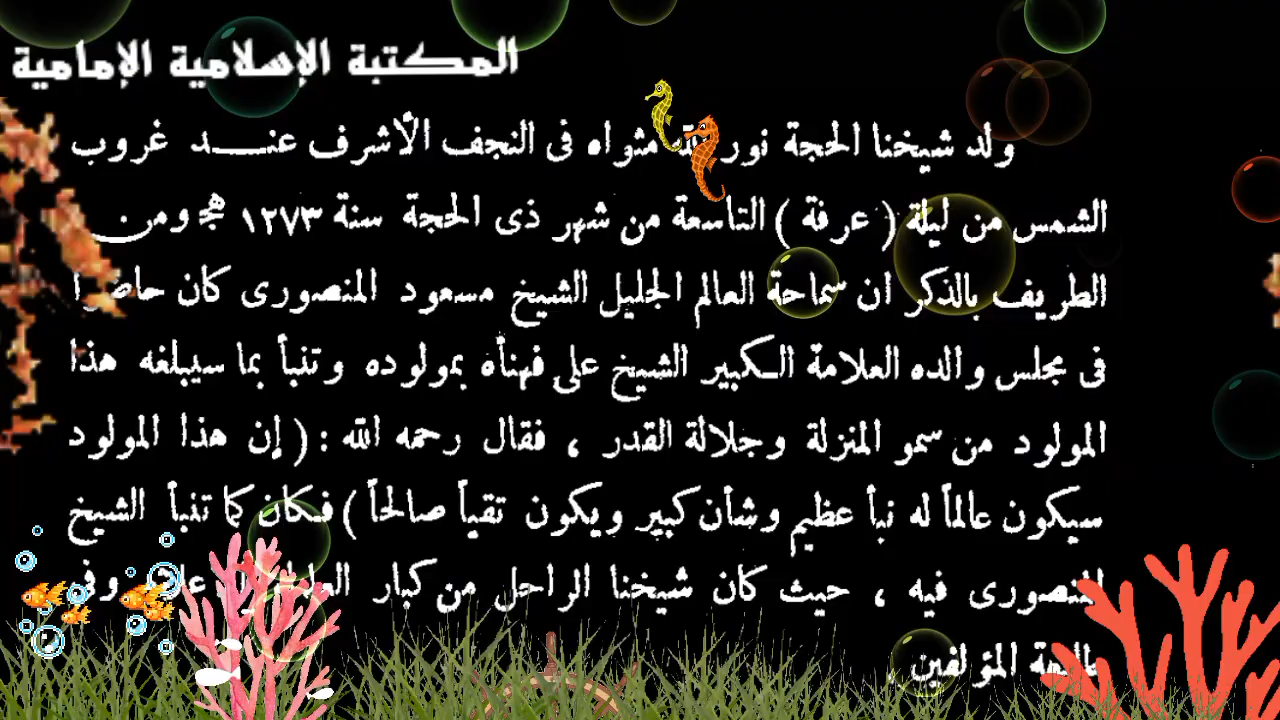 المكتبة الإسلامية الإمامية
ولد شيخنا الحجة نور مثواه فى النجف الأشرف عنــد غروب
الشمس من ليلة ( عرفة ) التاسعة من شهر ذى الحجة سنة ١٢٧٣ هج ومن
الطريف بالذكر ان سماحة العالم الجليل الشيخ مسعود المنصورى كان حاضرا
فى مجلس والده العلامة الكبير الشيخ على فهنأه بمولوده وتنبأ بما سيبلغه هذا
المولود من سمو المنزلة وجلالة القدر ، فقال رحمه الله : ( إن هذا المولود
سيكون عالماً له نبأ عظيم وشأن كبير ويكون تقياً صالحاً ) فكان كما تنبأ الشيخ
المنصورى فيه ، حيث كان شيخنا الراحل من كبار وفى
المؤلفين